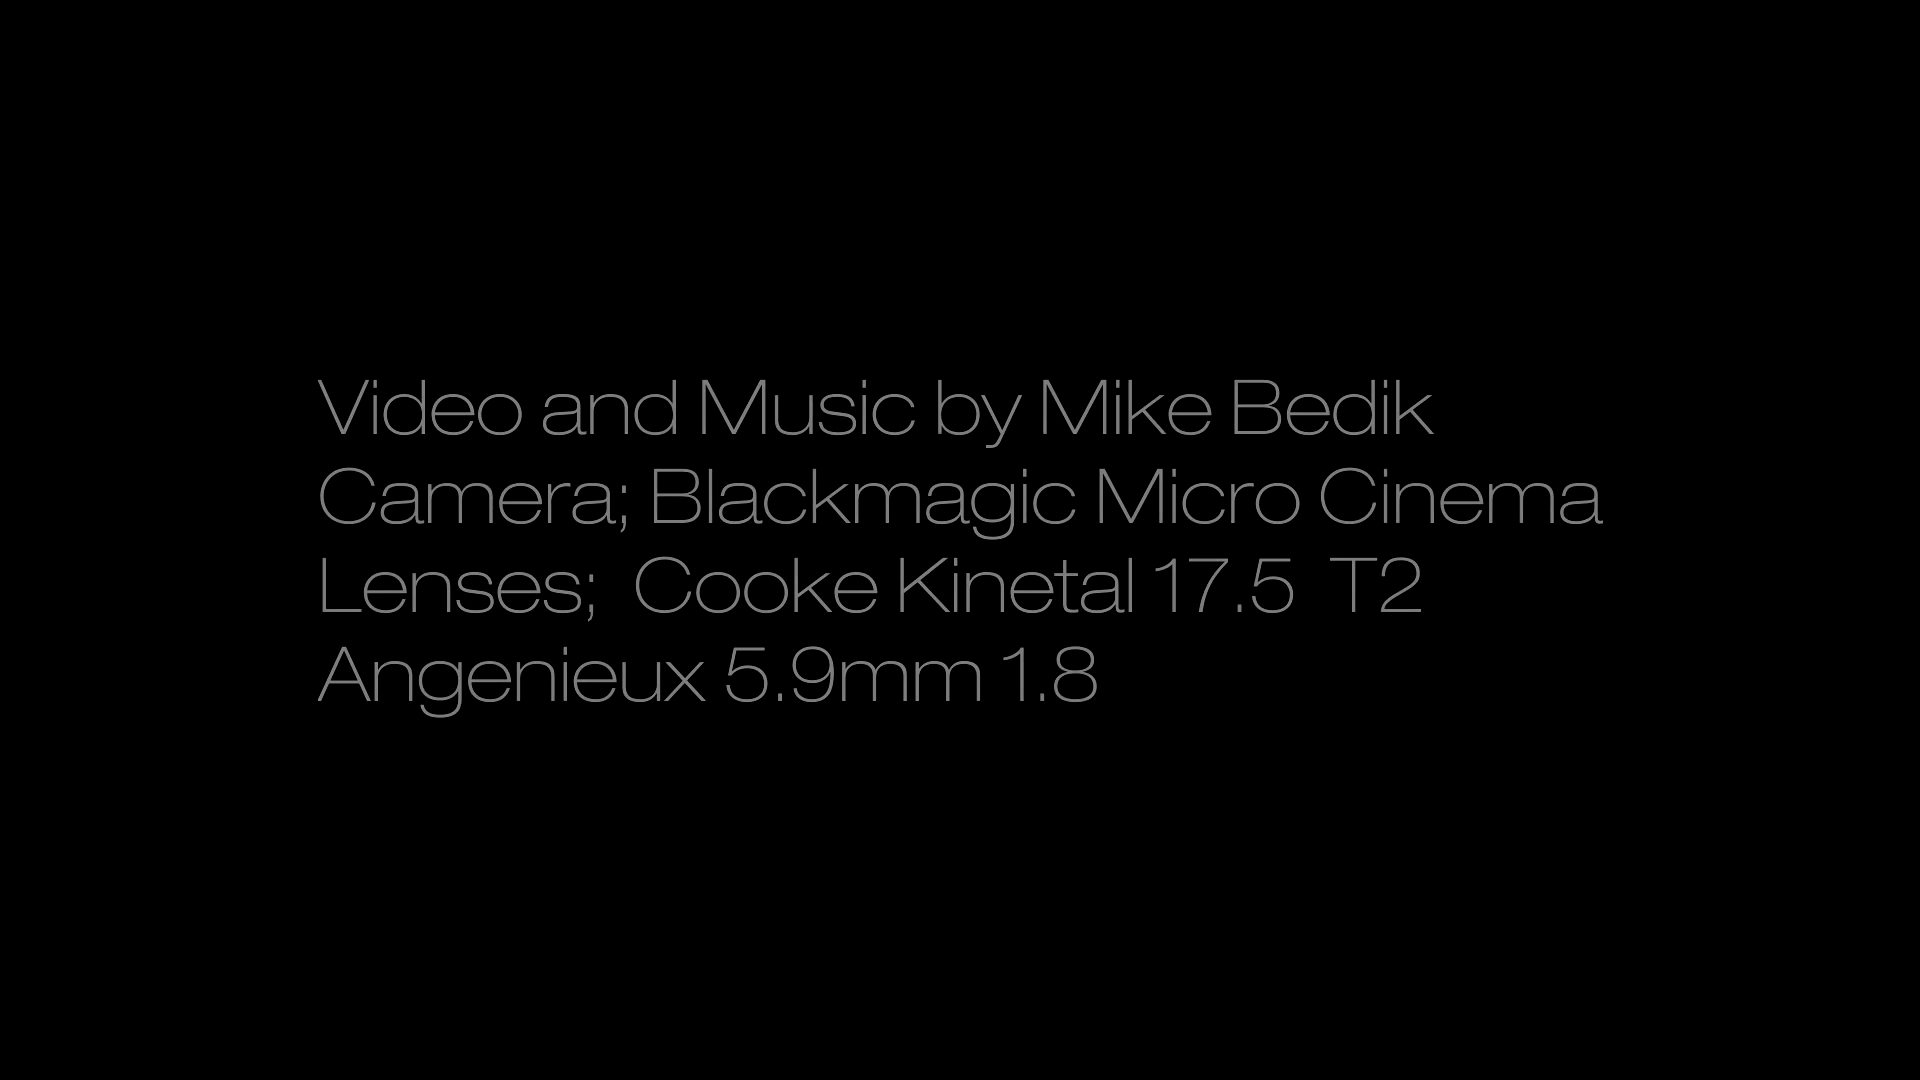 Video and Music by Mike Bedik
Camera; Blackmagic Micro Cinema
Lenses;  Cooke Kinetal 17.5  T2
Angenieux 5.9mm 1.8